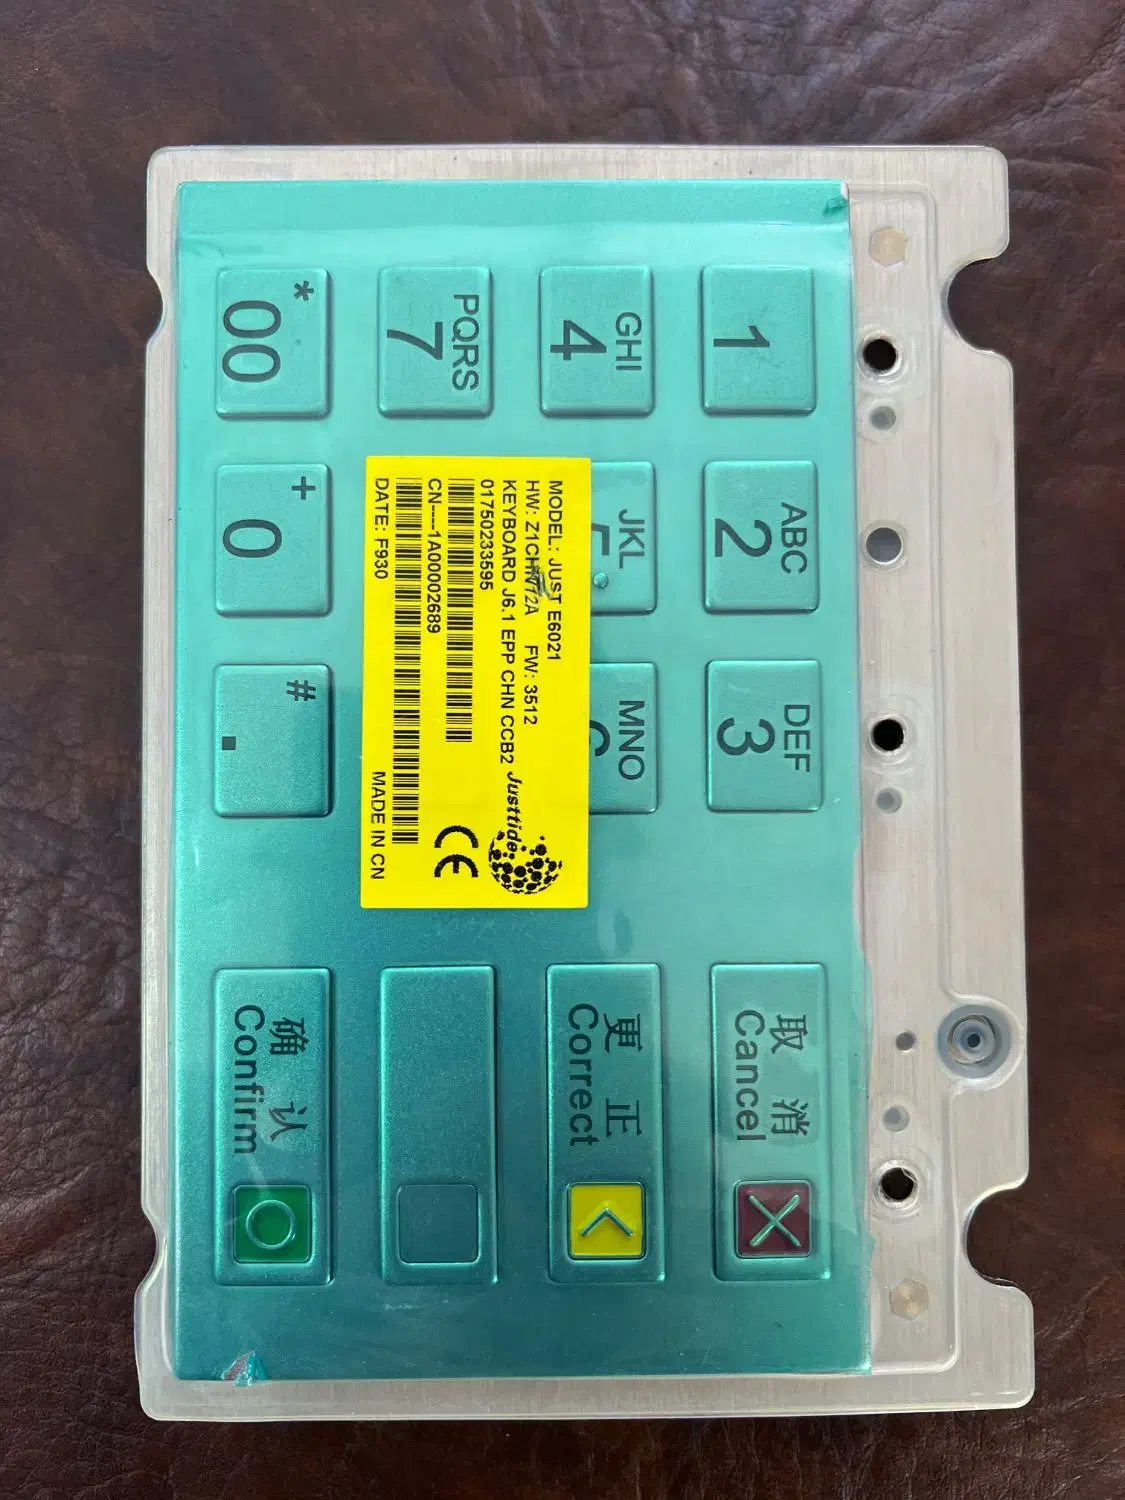 1
ABC
2
DEF
3
取 消
Cancel
GHI
4
JKL
MNO
更 正
Correct
PQRS
7
*
00
+
0
#
.
确 认
Confirm
MODEL: JUST E6021
HW: Z1CHN72A FW: 3512
KEYBOARD J6.1 EPP CHN CCB2
01750233595
CN----1A00002689
DATE: F930
MADE IN CN
Justtide
CE